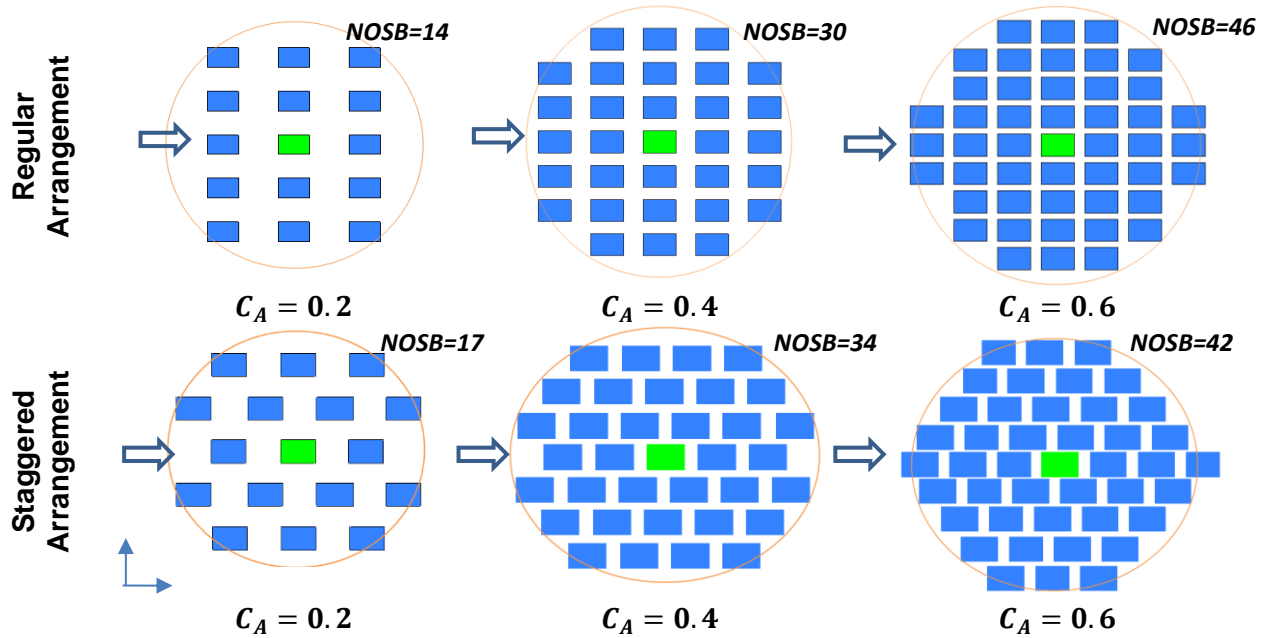 Regular
Arrangement
NOSB=14
NOSB=30
NOSB=46
C_A = 0.2
C_A = 0.4
C_A = 0.6
Staggered
Arrangement
NOSB=17
NOSB=34
NOSB=42
C_A = 0.2
C_A = 0.4
C_A = 0.6